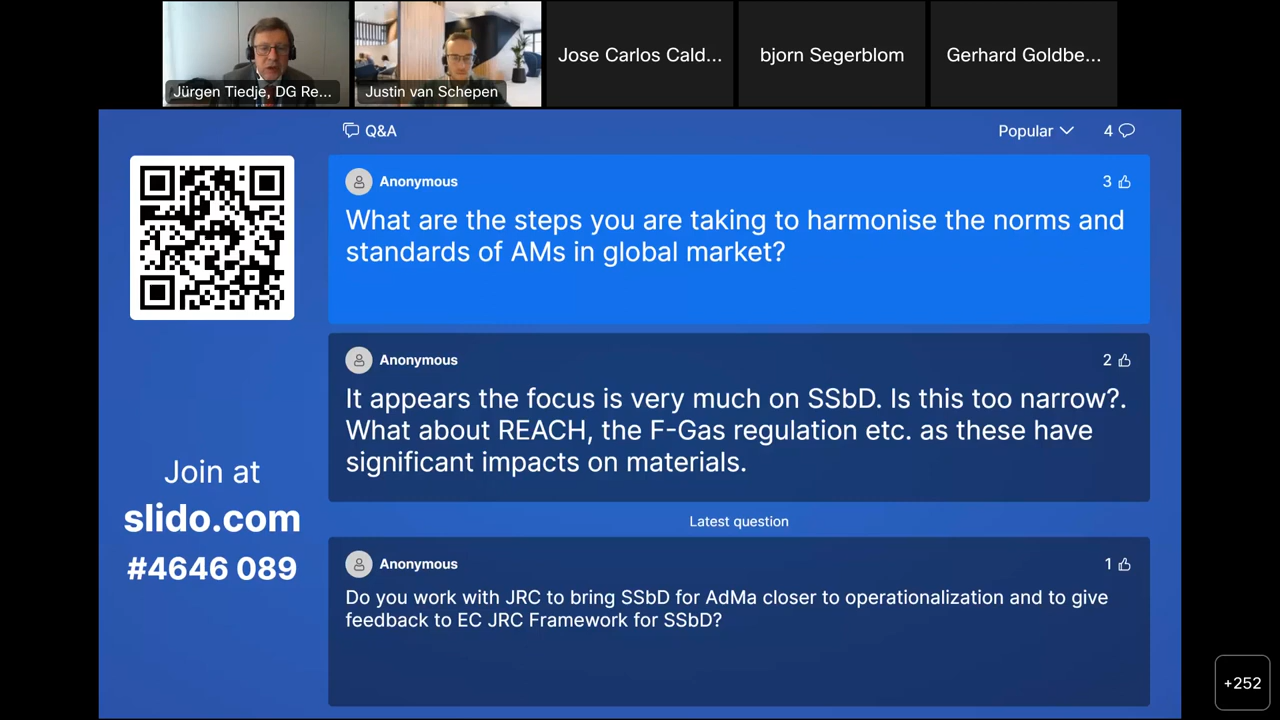 Jürgen Tiedje, DG Re...
Justin van Schepen
Jose Carlos Cald...
bjorn Segerblom
Gerhard Goldbe...
Q&A
Popular
4
Anonymous
3
What are the steps you are taking to harmonise the norms and
standards of AMs in global market?
Anonymous
2
It appears the focus is very much on SSbD. Is this too narrow?.
What about REACH, the F-Gas regulation etc. as these have
significant impacts on materials.
Join at
slido.com
#4646 089
Latest question
Anonymous
1
Do you work with JRC to bring SSbD for AdMa closer to operationalization and to give
feedback to EC JRC Framework for SSbD?
+252